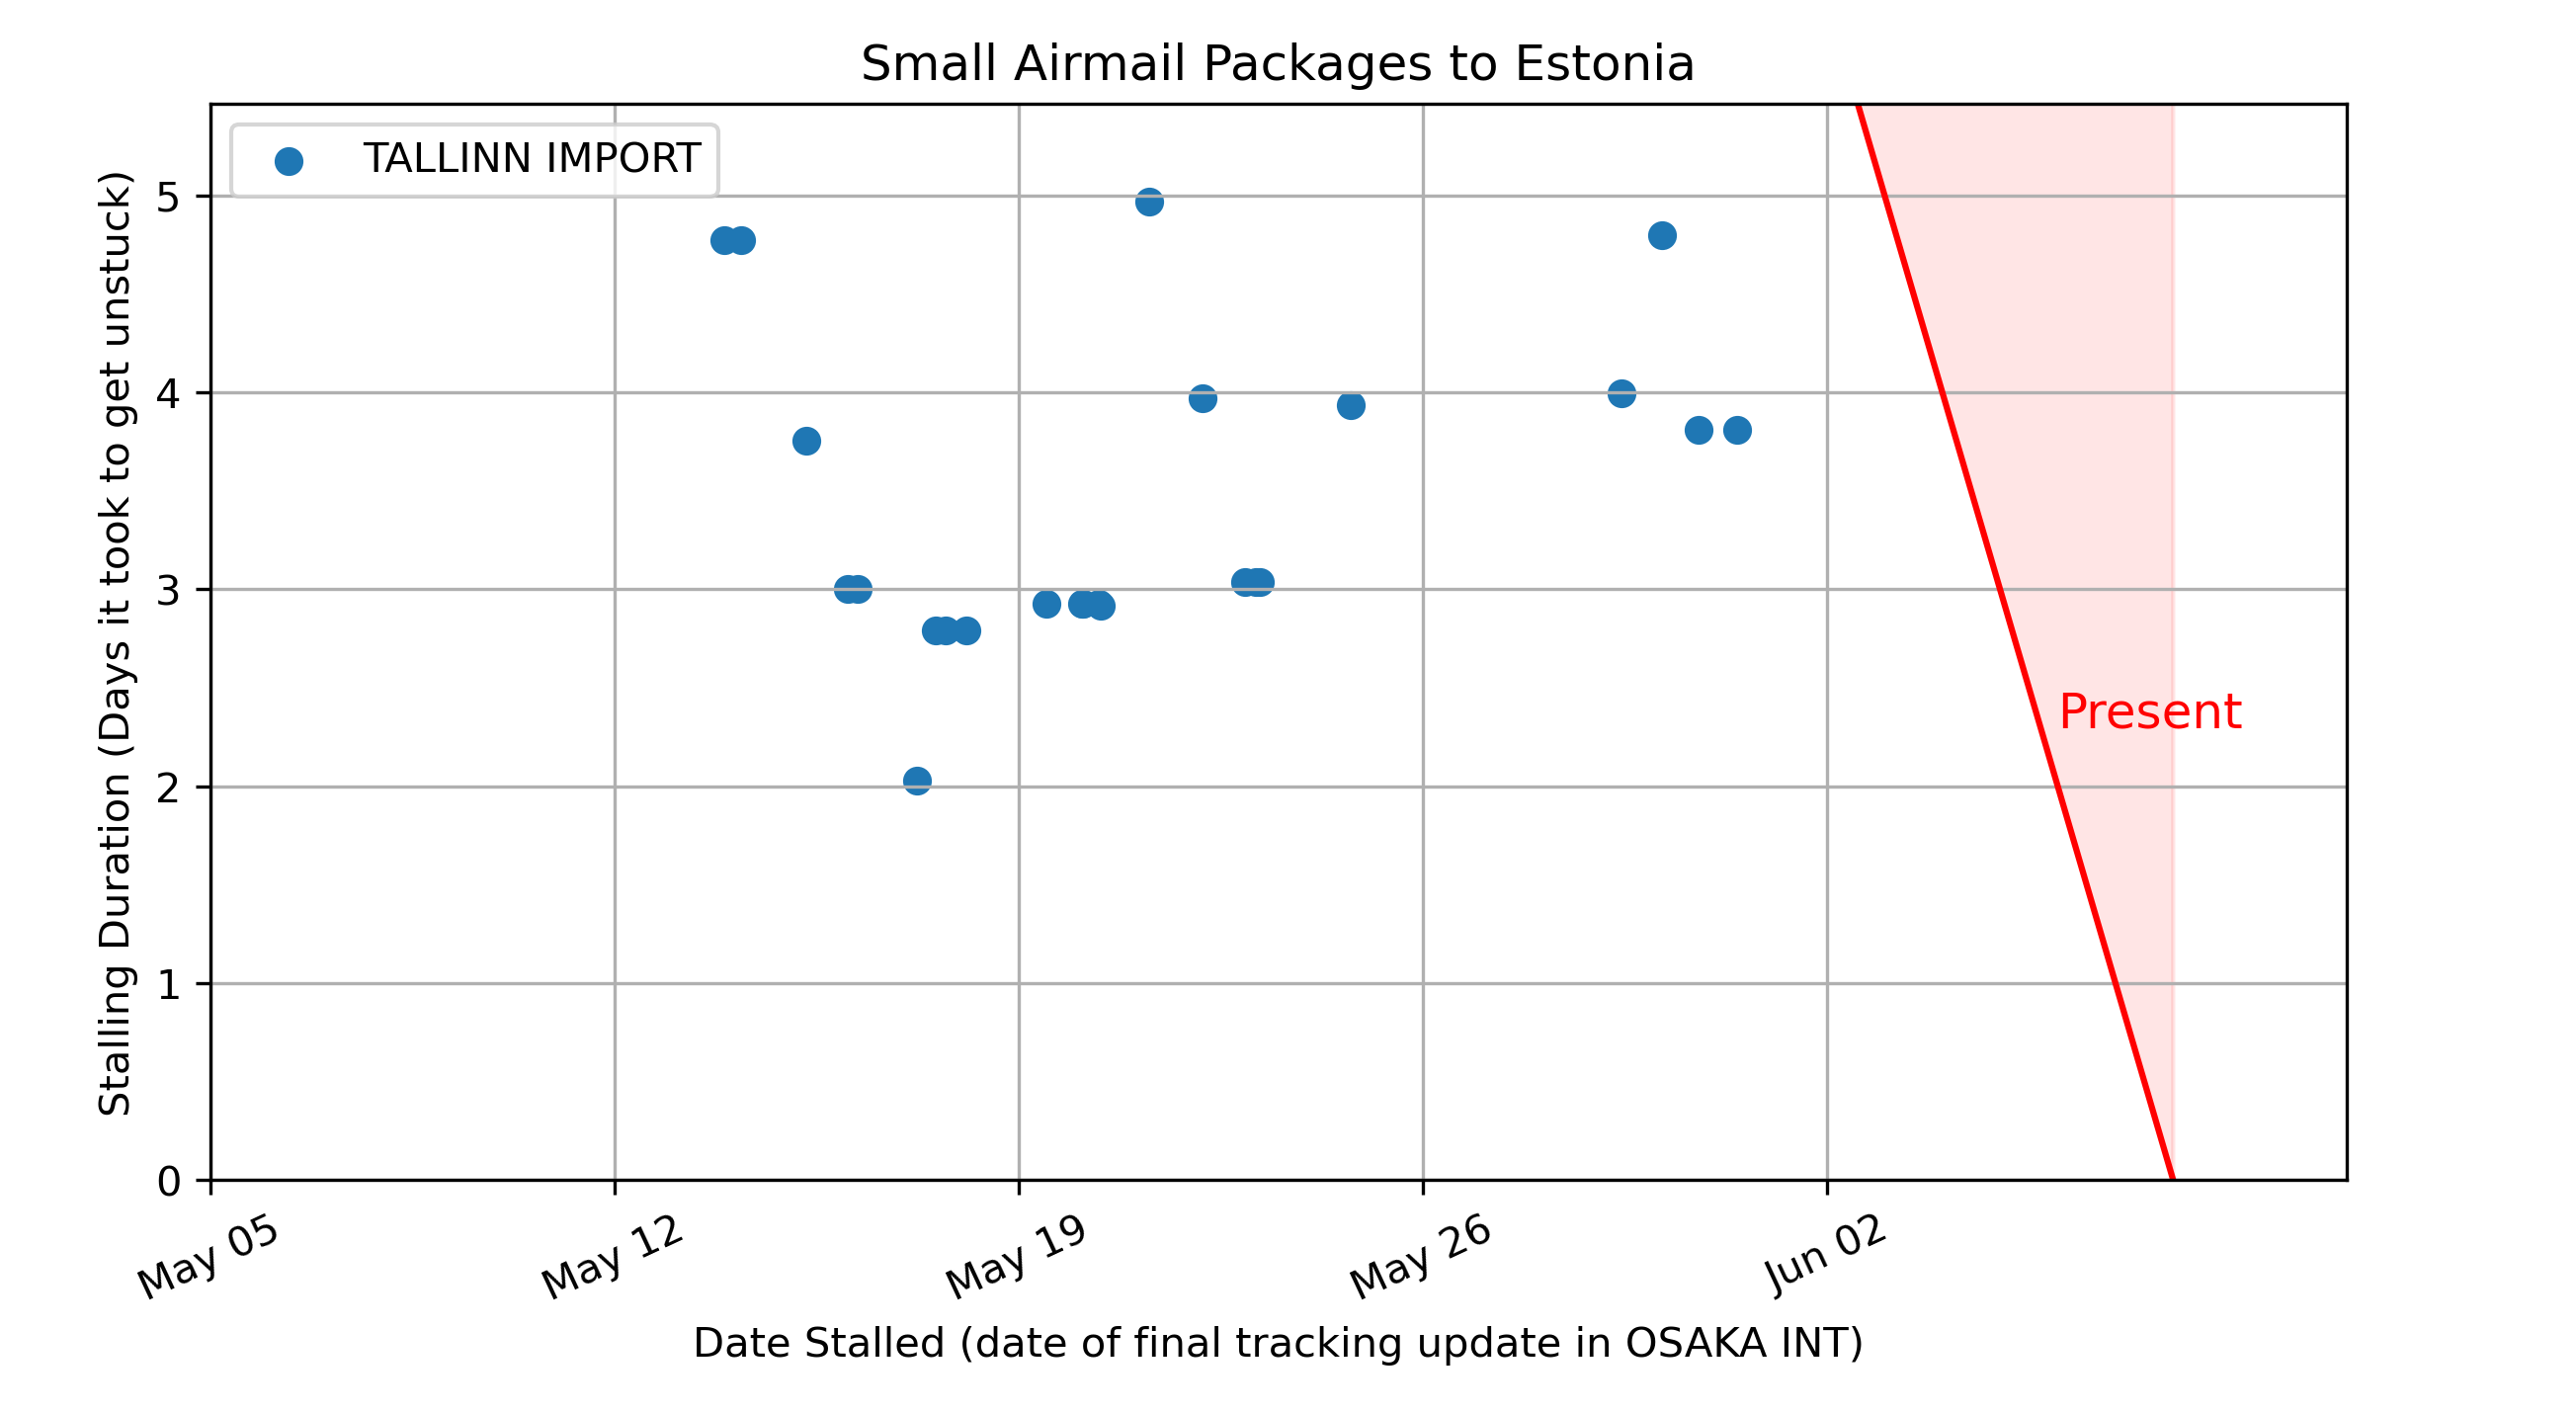 Small Airmail Packages to Estonia
TALLINN IMPORT
Stalling Duration (Days it took to get unstuck)
5
4
3
2
1
0
Present
May 05
May 12
May 19
May 26
Jun 02
Date Stalled (date of final tracking update in OSAKA INT)